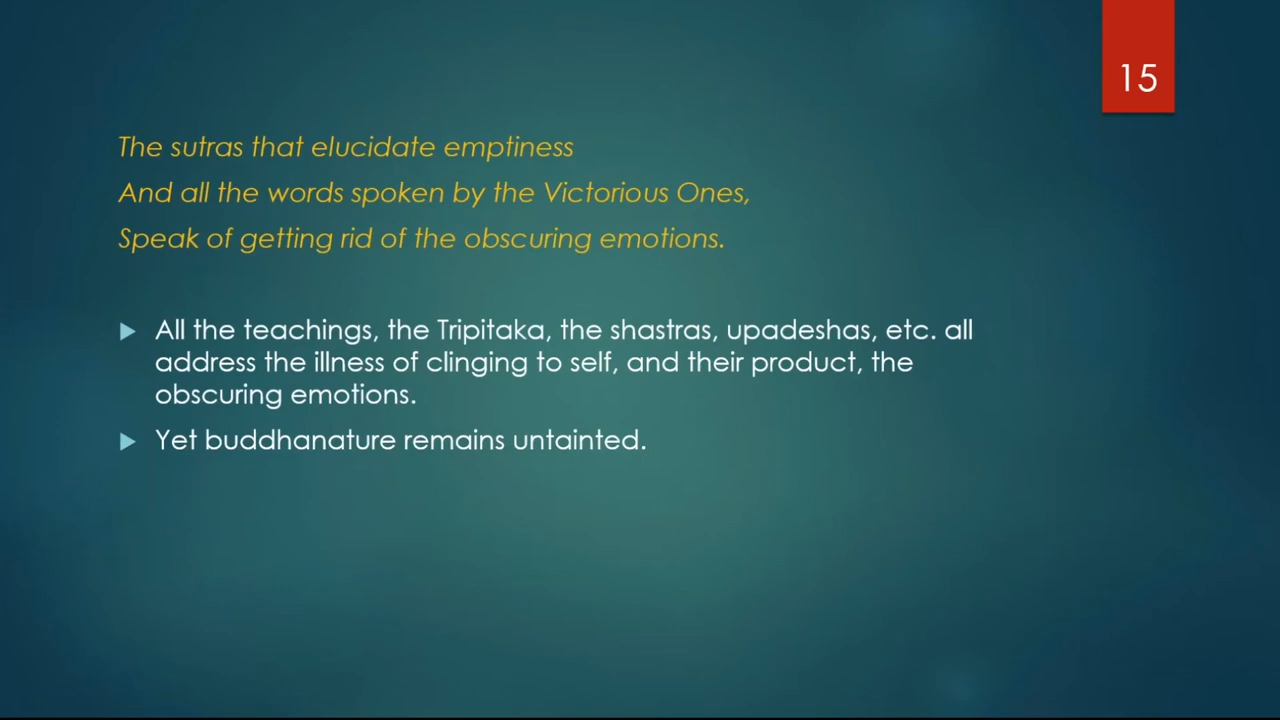 15
The sutras that elucidate emptiness
And all the words spoken by the Victorious Ones,
Speak of getting rid of the obscuring emotions.
All the teachings, the Tripitaka, the shastras, upadeshas, etc. all
address the illness of clinging to self, and their product, the
obscuring emotions.
Yet buddhanature remains untainted.